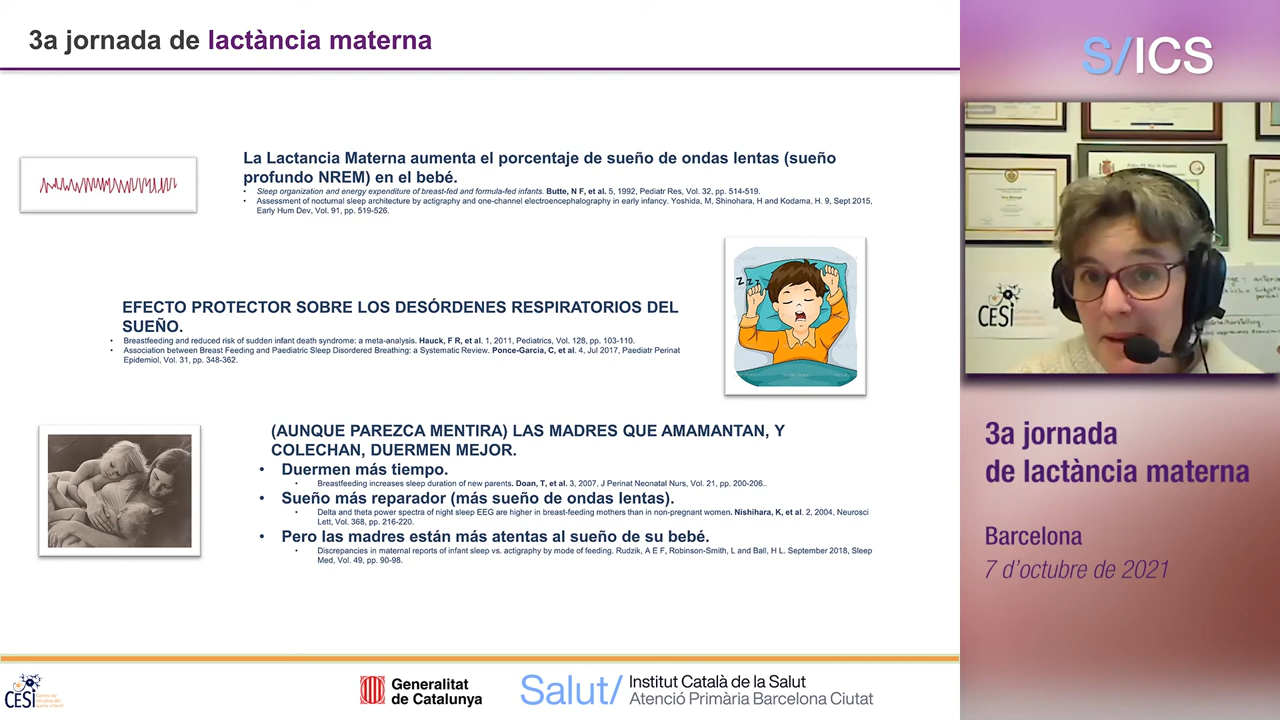 3a jornada de lactància materna
La Lactancia Materna aumenta el porcentaje de sueño de ondas lentas (sueño
profundo NREM) en el bebé.
• Sleep organization and energy expenditure of breast-fed and formula-fed infants. Butte, N F, et al. 5, 1992, Pediatr Res, Vol. 32, pp. 514-519.
• Assessment of nocturnal sleep architecture by actigraphy and one-channel electroencephalography in early infancy. Yoshida, M, Shinohara, H and Kodama, H. 9, Sept 2015,
Early Hum Dev, Vol. 91, pp. 519-526.
EFECTO PROTECTOR SOBRE LOS DESÓRDENES RESPIRATORIOS DEL
SUEÑO.
• Breastfeeding and reduced risk of sudden infant death syndrome: a meta-analysis. Hauck, F R, et al. 1, 2011, Pediatrics, Vol. 128, pp. 103-110.
• Association between Breast Feeding and Paediatric Sleep Disordered Breathing: a Systematic Review. Ponce-Garcia, C, et al. 4, Jul 2017, Paediatr Perinat
Epidemiol, Vol. 31, pp. 348-362.
z z z
(AUNQUE PAREZCA MENTIRA) LAS MADRES QUE AMAMANTAN, Y
COLECHAN, DUERMEN MEJOR.
• Duermen más tiempo.
• Breastfeeding increases sleep duration of new parents. Doan, T, et al. 3, 2007, J Perinat Neonatal Nurs, Vol. 21, pp. 200-206..
• Sueño más reparador (más sueño de ondas lentas).
• Delta and theta power spectra of night sleep EEG are higher in breast-feeding mothers than in non-pregnant women. Nishihara, K, et al. 2, 2004, Neurosci
Lett, Vol. 368, pp. 216-220.
• Pero las madres están más atentas al sueño de su bebé.
• Discrepancies in maternal reports of infant sleep vs. actigraphy by mode of feeding. Rudzik, A E F, Robinson-Smith, L and Ball, H L. September 2018, Sleep
Med, Vol. 49, pp. 90-98.
CESi
Generalitat
de Catalunya
Salut/
Institut Català de la Salut
Atenció Primària Barcelona Ciutat
S/ICS
CESi
3a jornada
de lactància materna
Barcelona
7 d'octubre de 2021